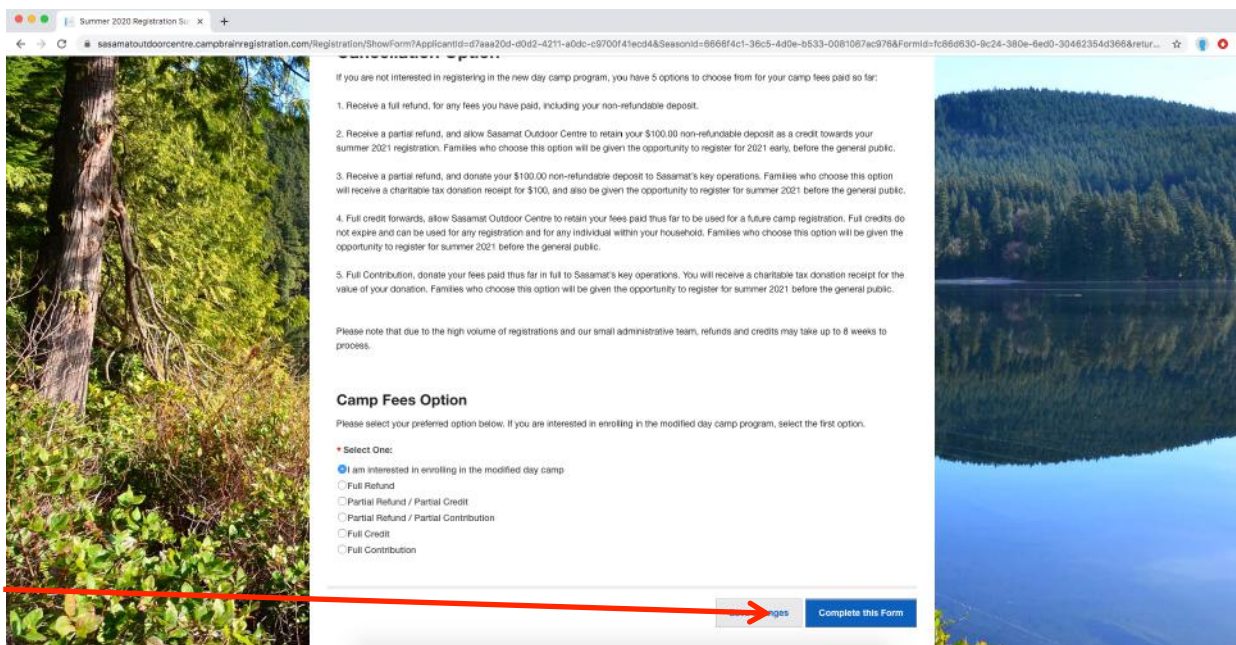 Summer 2020 Registration Su
sasamatoutdoorcentre.campbrainregistration.com/Registration/ShowForm?ApplicantId=d7aaa20d-d0d2-4211-a0dc-c9700f41ecd4&SeasonId=6666f4c1-36c5-4d0e-b533-0081087ac976&FormId=fc86d630-9c24-380e-6ed0-30462354d366&retur...
Cancellation Option
If you are not interested in registering in the new day camp program, you have 5 options to choose from for your camp fees paid so far:
1. Receive a full refund, for any fees you have paid, including your non-refundable deposit.
2. Receive a partial refund, and allow Sasamat Outdoor Centre to retain your $100.00 non-refundable deposit as a credit towards your
summer 2021 registration. Families who choose this option will be given the opportunity to register for 2021 early, before the general public.
3. Receive a partial refund, and donate your $100.00 non-refundable deposit to Sasamat's key operations. Families who choose this option
will receive a charitable tax donation receipt for $100, and also be given the opportunity to register for summer 2021 before the general public.
4. Full credit forwards, allow Sasamat Outdoor Centre to retain your fees paid thus far to be used for a future camp registration. Full credits do
not expire and can be used for any registration and for any individual within your household. Families who choose this option will be given the
opportunity to register for summer 2021 before the general public.
5. Full Contribution, donate your fees paid thus far in full to Sasamat's key operations. You will receive a charitable tax donation receipt for the
value of your donation. Families who choose this option will be given the opportunity to register for summer 2021 before the general public.
Please note that due to the high volume of registrations and our small administrative team, refunds and credits may take up to 8 weeks to
process.
Camp Fees Option
Please select your preferred option below. If you are interested in enrolling in the modified day camp program, select the first option.
* Select One:
I am interested in enrolling in the modified day camp
Full Refund
Partial Refund / Partial Credit
Partial Refund / Partial Contribution
Full Credit
Full Contribution
Complete this Form